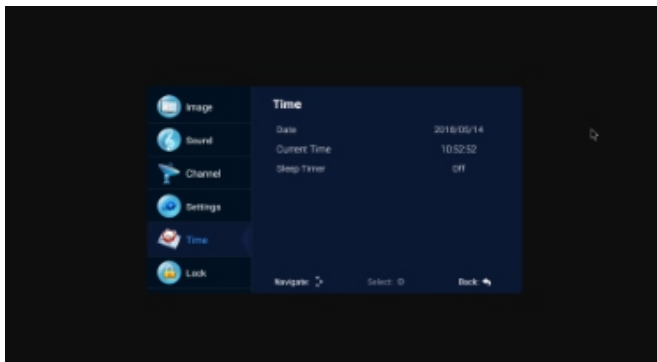 Image
Sound
Channel
Settings
Time
Lock
Time
Date 2018/05/14
Current Time 10:52:52
Sleep Timer Off
Navigate: Select: Back: